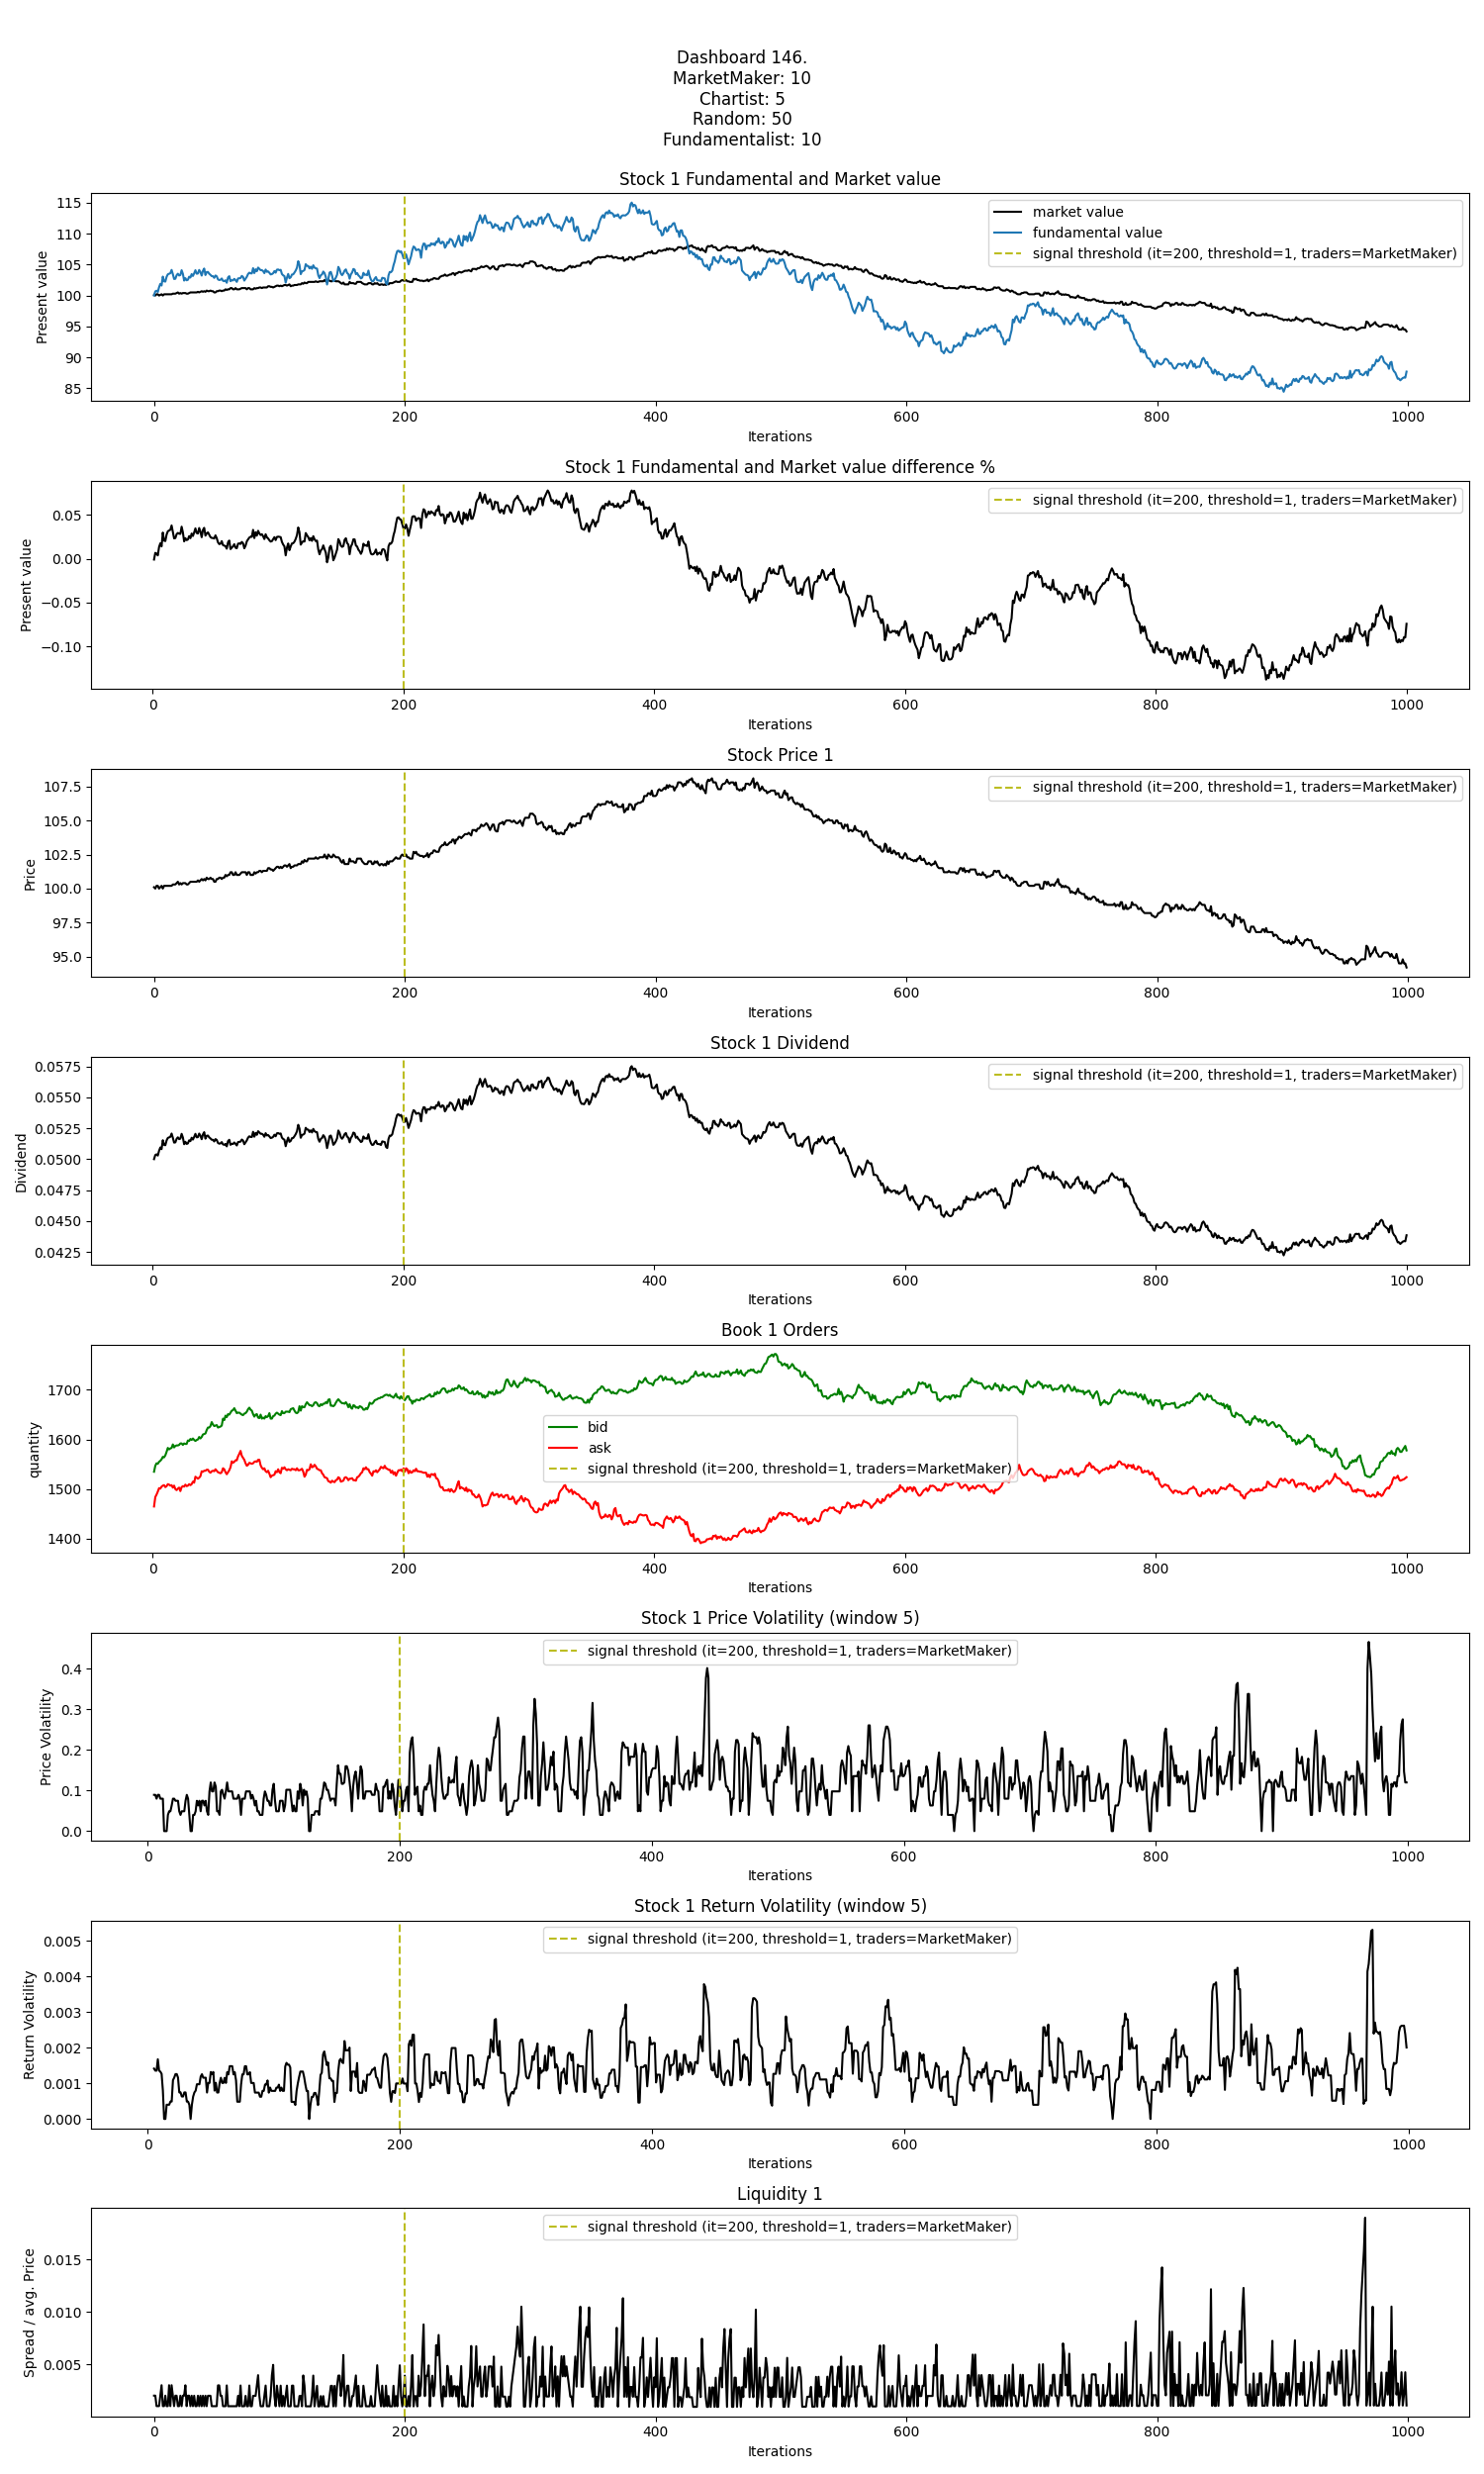 Dashboard 146.
MarketMaker: 10
Chartist: 5
Random: 50
Fundamentalist: 10
Stock 1 Fundamental and Market value
Present value
115
110
105
100
95
90
85
market value
fundamental value
signal threshold (it=200, threshold=1, traders=MarketMaker)
0 200 400 600 800 1000
Iterations
Stock 1 Fundamental and Market value difference %
Present value
0.05
0.00
−0.05
−0.10
signal threshold (it=200, threshold=1, traders=MarketMaker)
0 200 400 600 800 1000
Iterations
Stock Price 1
Price
107.5
105.0
102.5
100.0
97.5
95.0
signal threshold (it=200, threshold=1, traders=MarketMaker)
0 200 400 600 800 1000
Iterations
Stock 1 Dividend
Dividend
0.0575
0.0550
0.0525
0.0500
0.0475
0.0450
0.0425
signal threshold (it=200, threshold=1, traders=MarketMaker)
0 200 400 600 800 1000
Iterations
Book 1 Orders
quantity
1700
1600
1500
1400
bid
ask
signal threshold (it=200, threshold=1, traders=MarketMaker)
0 200 400 600 800 1000
Iterations
Stock 1 Price Volatility (window 5)
Price Volatility
0.4
0.3
0.2
0.1
0.0
signal threshold (it=200, threshold=1, traders=MarketMaker)
0 200 400 600 800 1000
Iterations
Stock 1 Return Volatility (window 5)
Return Volatility
0.005
0.004
0.003
0.002
0.001
0.000
signal threshold (it=200, threshold=1, traders=MarketMaker)
0 200 400 600 800 1000
Iterations
Liquidity 1
Spread / avg. Price
0.015
0.010
0.005
signal threshold (it=200, threshold=1, traders=MarketMaker)
0 200 400 600 800 1000
Iterations